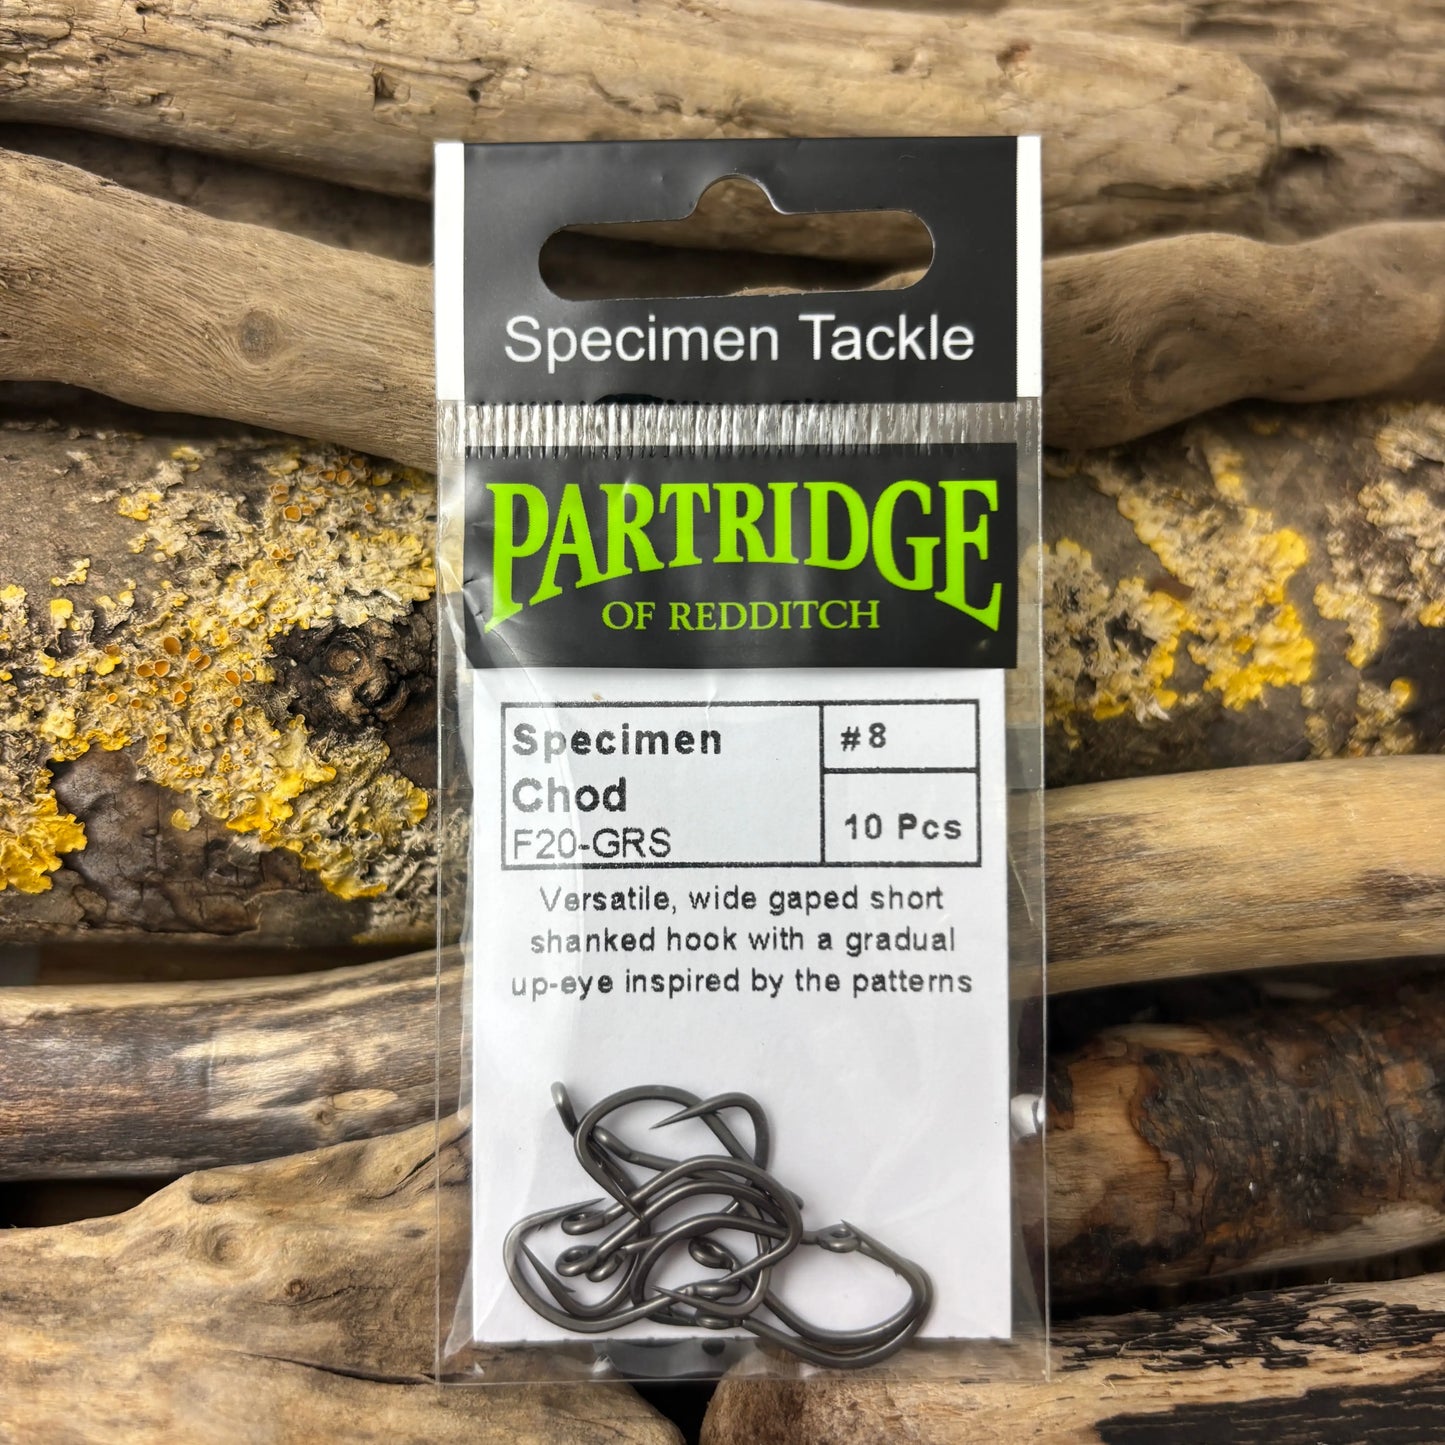 Specimen Tackle
PARTRIDGE
OF REDDITCH
Specimen
Chod
F20-GRS
#8
10 Pcs
Versatile, wide gaped short
shanked hook with a gradual
up-eye inspired by the patterns